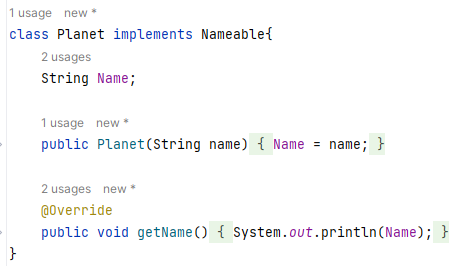 1 usage   new *
class Planet implements Nameable{
2 usages
String Name;
1 usage   new *
public Planet(String name) { Name = name; }
2 usages   new *
@Override
public void getName() { System.out.println(Name); }
}